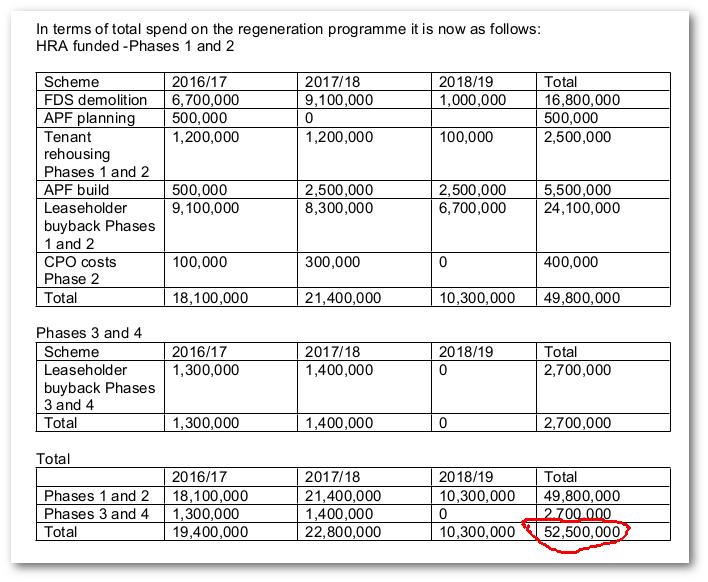 In terms of total spend on the regeneration programme it is now as follows:
HRA funded -Phases 1 and 2
Scheme 2016/17 2017/18 2018/19 Total
FDS demolition 6,700,000 9,100,000 1,000,000 16,800,000
APF planning 500,000 0 500,000
Tenant 1,200,000 1,200,000 100,000 2,500,000
rehousing
Phases 1 and 2
APF build 500,000 2,500,000 2,500,000 5,500,000
Leaseholder 9,100,000 8,300,000 6,700,000 24,100,000
buyback Phases
1 and 2
CPO costs 100,000 300,000 0 400,000
Phase 2
Total 18,100,000 21,400,000 10,300,000 49,800,000
Phases 3 and 4
Scheme 2016/17 2017/18 2018/19 Total
Leaseholder 1,300,000 1,400,000 0 2,700,000
buyback Phases
3 and 4
Total 1,300,000 1,400,000 0 2,700,000
Total
2016/17 2017/18 2018/19 Total
Phases 1 and 2 18,100,000 21,400,000 10,300,000 49,800,000
Phases 3 and 4 1,300,000 1,400,000 0 2,700,000
Total 19,400,000 22,800,000 10,300,000 52,500,000